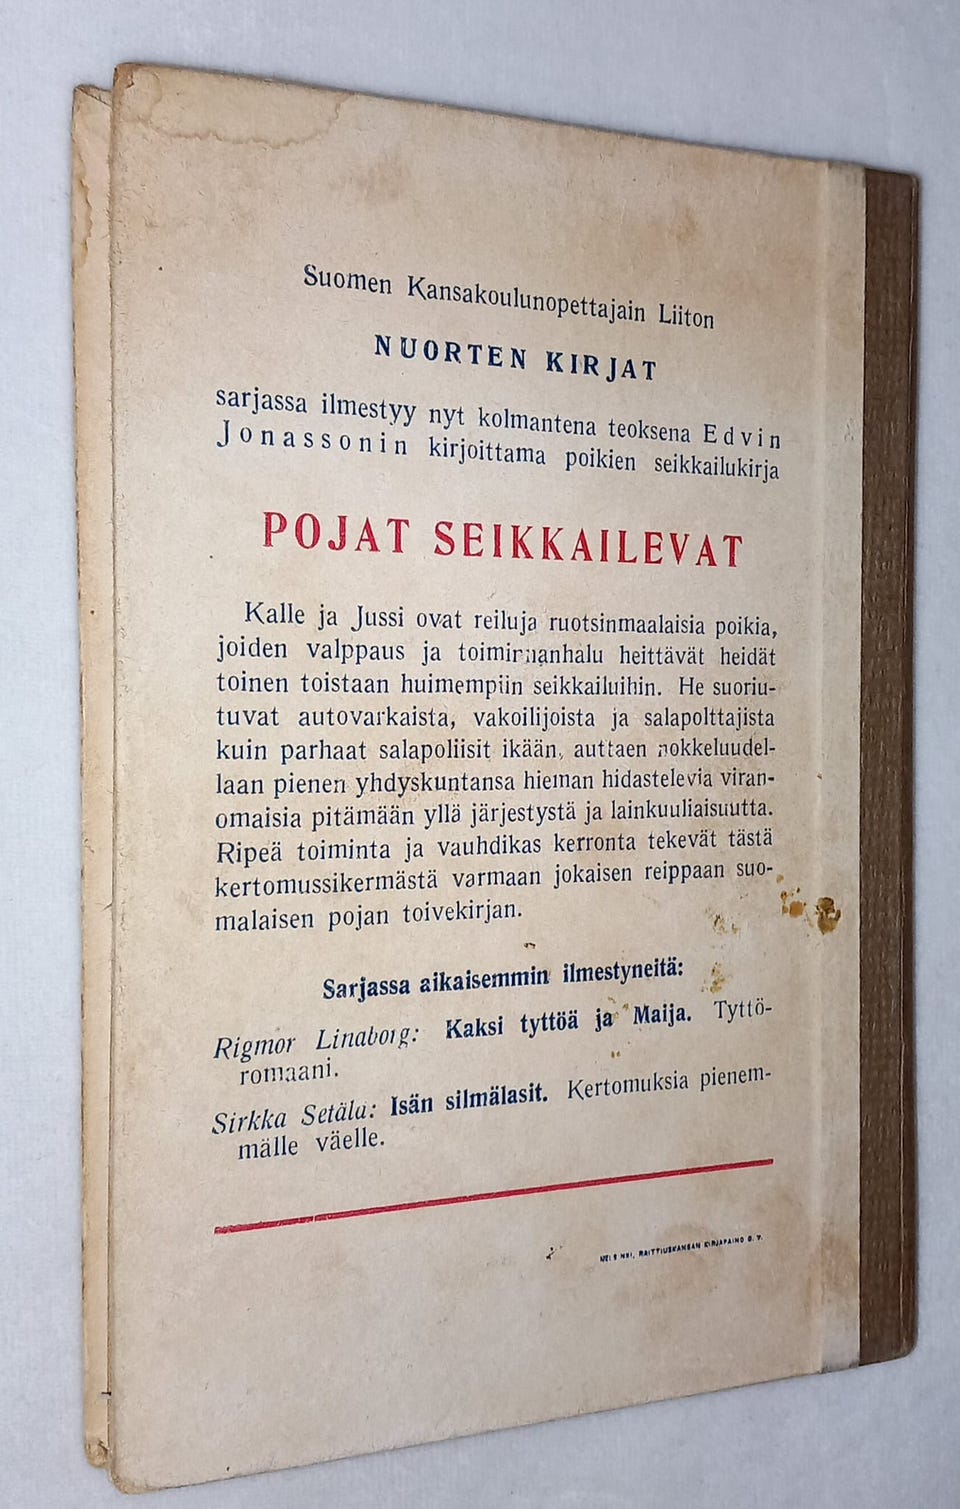 Suomen Kansakoulunopettajain Liiton
NUORTEN KIRJAT
sarjassa ilmestyy nyt kolmantena teoksena Edvin
Jonassonin kirjoittama poikien seikkailukirja
POJAT SEIKKAILEVAT
Kalle ja Jussi ovat reiluja ruotsinmaalaisia poikia,
joiden valppaus ja toiminnanhalu heittävät heidät
toinen toistaan huimempiin seikkailuihin. He suoriu-
tuvat autovarkaista, vakoilijoista ja salapolttajista
kuin parhaat salapoliisit ikään, auttaen nokkeluudel-
laan pienen yhdyskuntansa hieman hidastelevia viran-
omaisia pitämään yllä järjestystä ja lainkuuliaisuutta.
Ripeä toiminta ja vauhdikas kerronta tekevät tästä
kertomussikermästä varmaan jokaisen reippaan suo-
malaisen pojan toivekirjan.
Sarjassa aikaisemmin ilmestyneitä:
Rigmor Linaborg: Kaksi tyttöä ja Maija. Tyttö-
romaani.
Sirkka Setälä: Isän silmälasit. Kertomuksia pienem-
mälle väelle.
RAITTIUSKANSAN KIRJAPAINO O. Y.